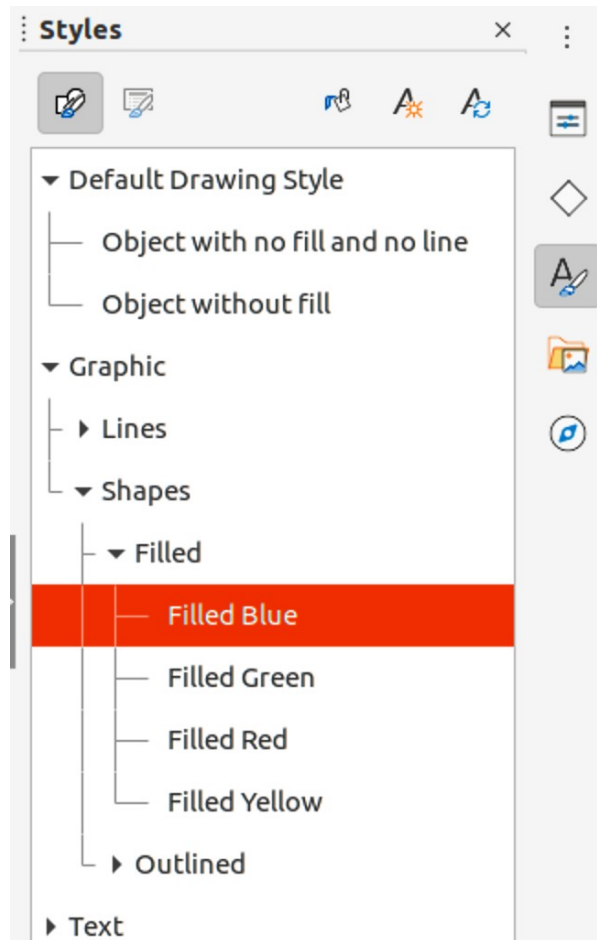 Styles
Default Drawing Style
Object with no fill and no line
Object without fill
Graphic
Lines
Shapes
Filled
Filled Blue
Filled Green
Filled Red
Filled Yellow
Outlined
Text